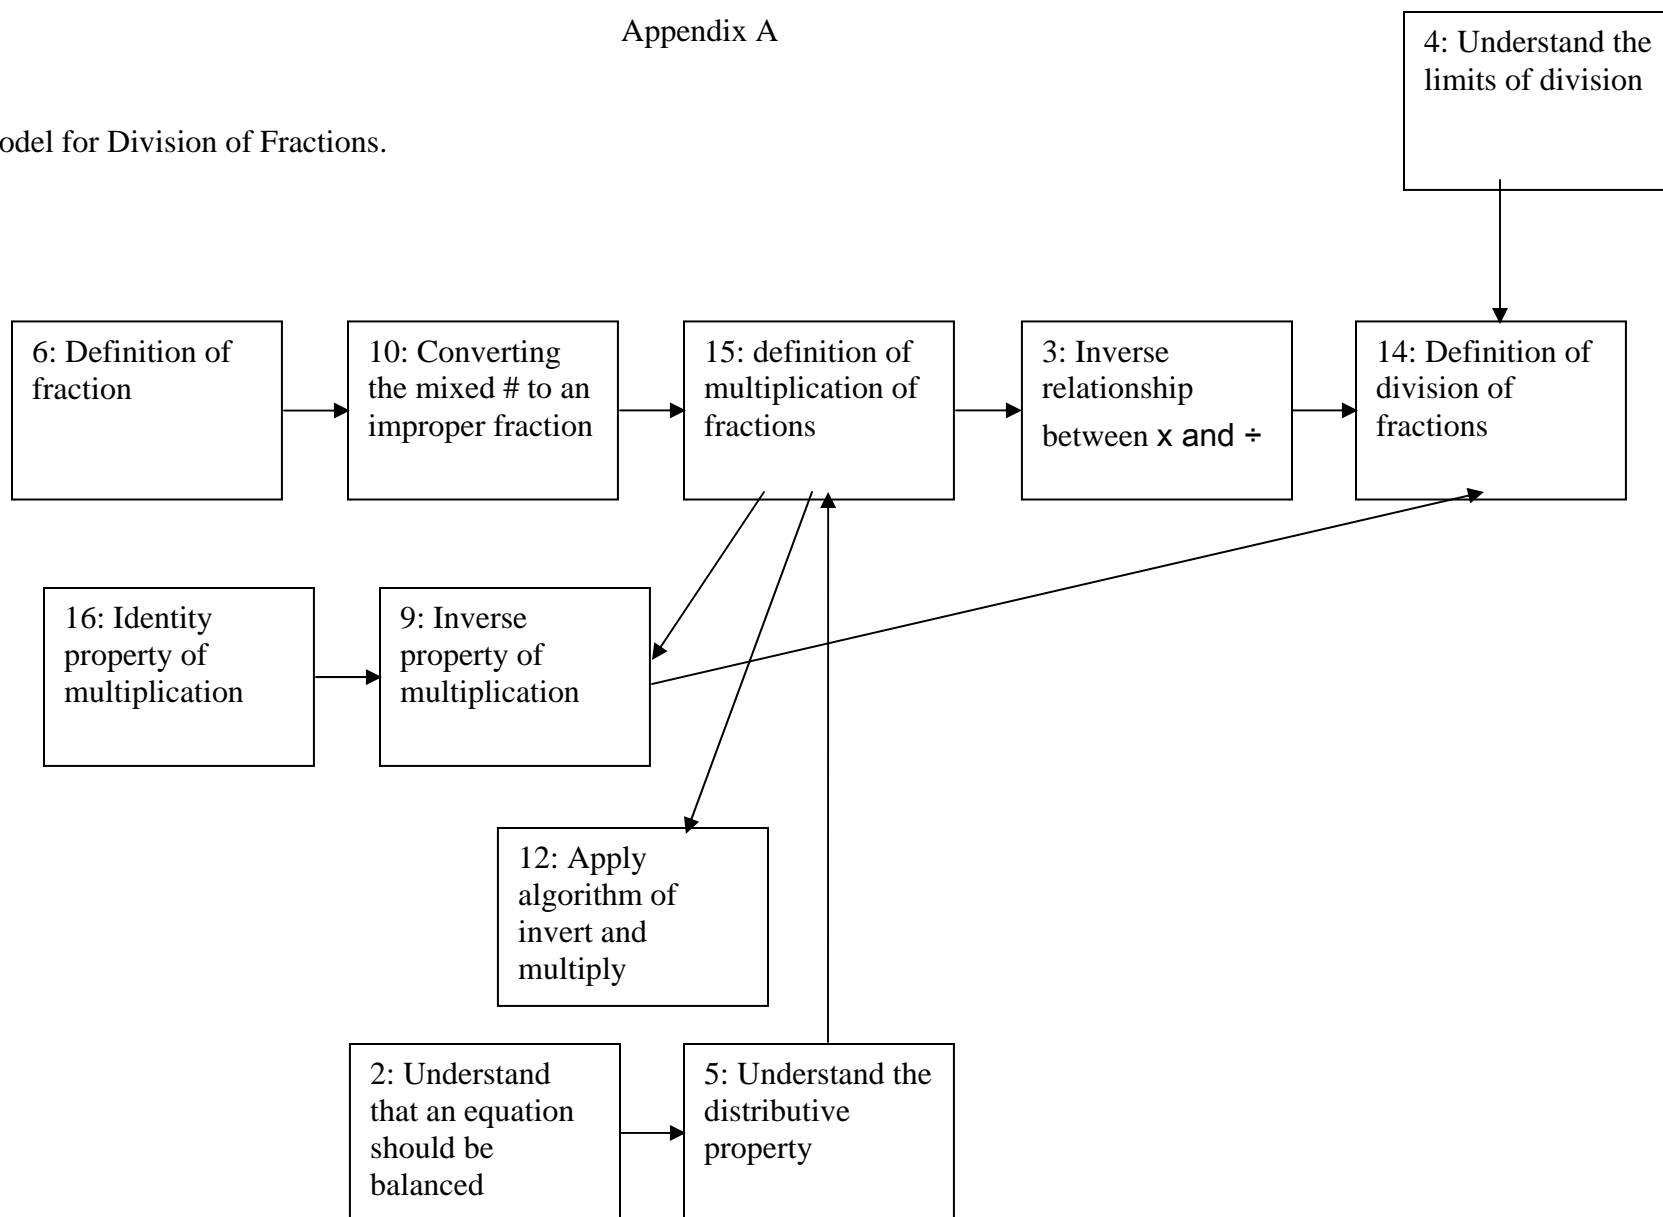 Appendix A
4: Understand the
limits of division
odel for Division of Fractions.
6: Definition of
fraction
10: Converting
the mixed # to an
improper fraction
15: definition of
multiplication of
fractions
3: Inverse
relationship
between x and ÷
14: Definition of
division of
fractions
16: Identity
property of
multiplication
9: Inverse
property of
multiplication
12: Apply
algorithm of
invert and
multiply
2: Understand
that an equation
should be
balanced
5: Understand the
distributive
property